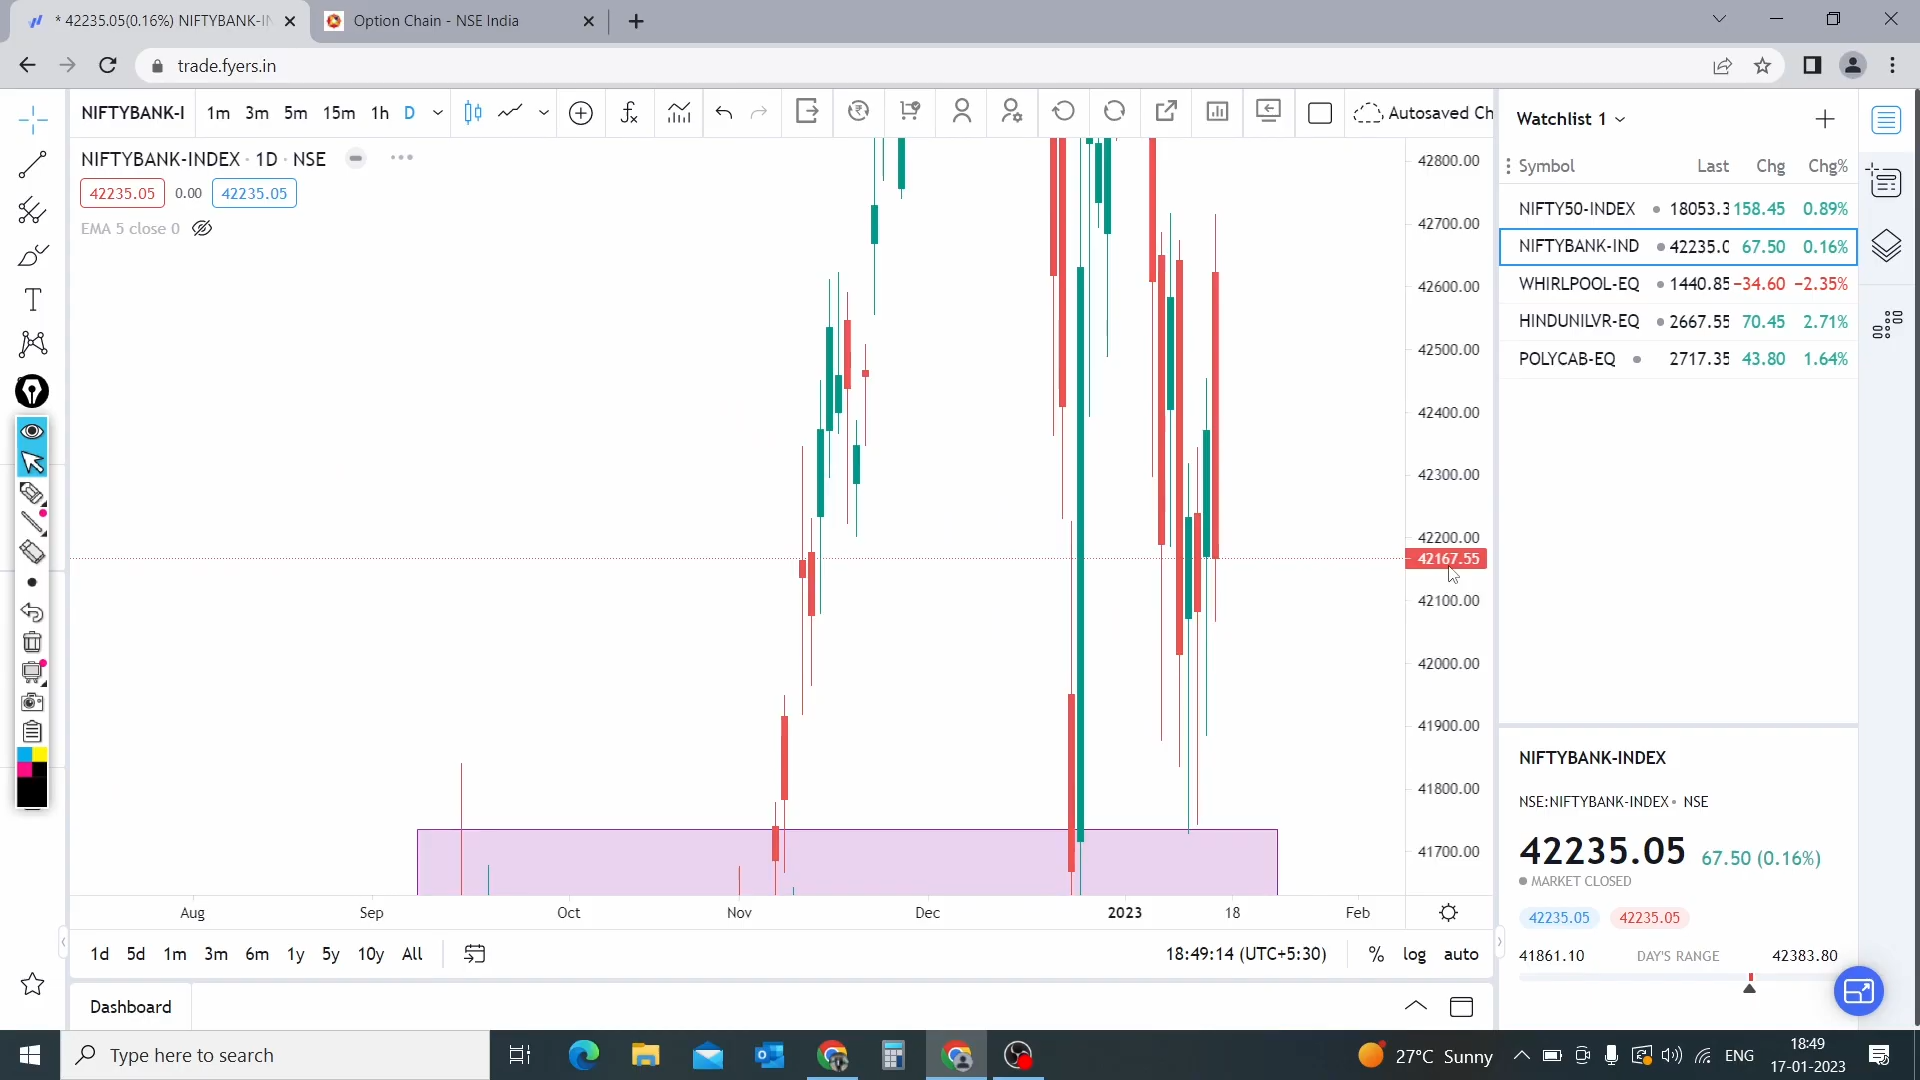 * 42235.05(0.16%) NIFTYBANK-IN
Option Chain - NSE India
trade.fyers.in
NIFTYBANK-I 1m 3m 5m 15m 1h D Autosaved Ch
NIFTYBANK-INDEX · 1D · NSE
42235.05 0.00 42235.05
EMA 5 close 0
42800.00
42700.00
42600.00
42500.00
42400.00
42300.00
42200.00
42167.55
42100.00
42000.00
41900.00
41800.00
41700.00
Aug Sep Oct Nov Dec 2023 18 Feb
1d 5d 1m 3m 6m 1y 5y 10y All 18:49:14 (UTC+5:30) % log auto
Dashboard
Watchlist 1
Symbol Last Chg Chg%
NIFTY50-INDEX 18053.3 158.45 0.89%
NIFTYBANK-IND 42235.0 67.50 0.16%
WHIRLPOOL-EQ 1440.85 −34.60 −2.35%
HINDUNILVR-EQ 2667.55 70.45 2.71%
POLYCAB-EQ 2717.35 43.80 1.64%
NIFTYBANK-INDEX
NSE:NIFTYBANK-INDEX • NSE
42235.05 67.50 (0.16%)
MARKET CLOSED
42235.05 42235.05
41861.10 DAY'S RANGE 42383.80
Type here to search
27°C Sunny
ENG
18:49
17-01-2023